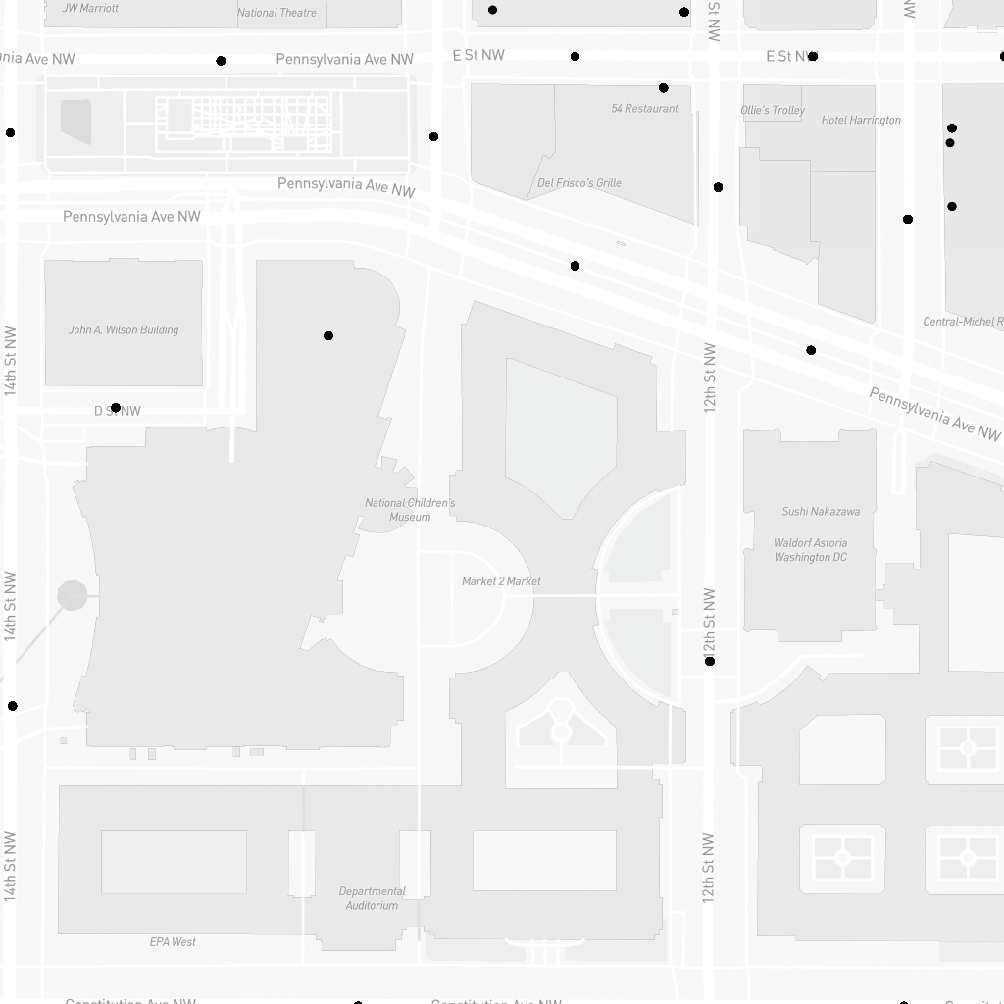 JW Marriott
National Theatre
St NW
NW
nia Ave NW
Pennsylvania Ave NW
E St NW
E St NW
54 Restaurant
Ollie's Trolley
Hotel Harrington
Pennsylvania Ave NW
Del Frisco's Grille
Pennsylvania Ave NW
John A. Wilson Building
14th St NW
12th St NW
Central-Michel R
D St NW
Pennsylvania Ave NW
National Children's
Museum
Sushi Nakazawa
Waldorf Astoria
Washington DC
14th St NW
Market 2 Market
12th St NW
14th St NW
12th St NW
Departmental
Auditorium
EPA West
Constitution Ave NW
Constitution Ave NW